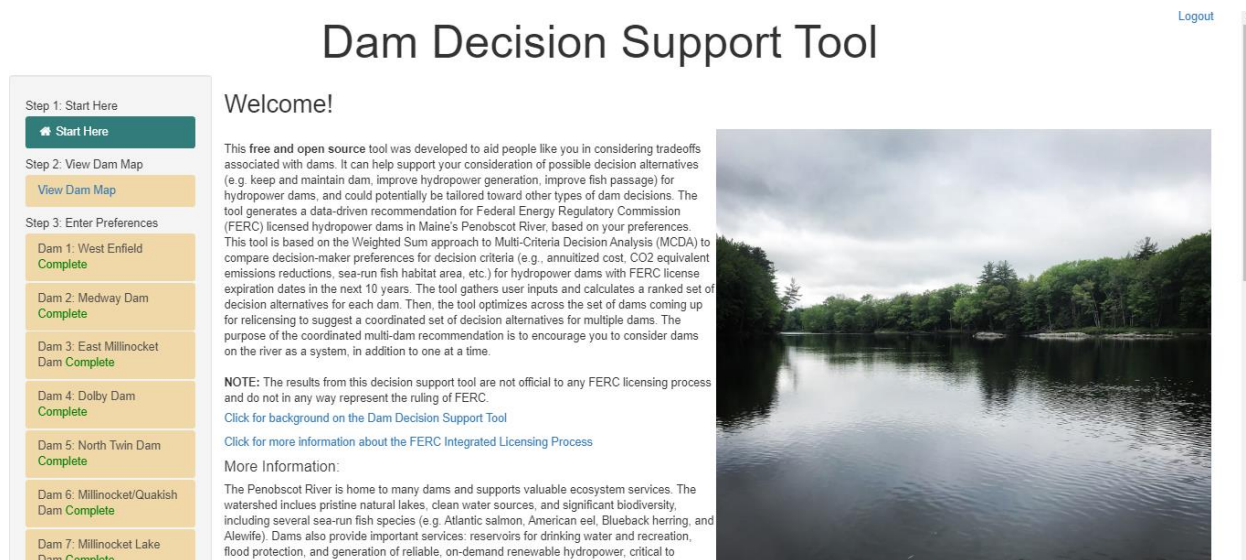 Logout
Dam Decision Support Tool
Step 1: Start Here
Start Here
Step 2: View Dam Map
View Dam Map
Step 3: Enter Preferences
Dam 1: West Enfield
Complete
Dam 2: Medway Dam
Complete
Dam 3: East Millinocket
Dam Complete
Dam 4: Dolby Dam
Complete
Dam 5: North Twin Dam
Complete
Dam 6: Millinocket/Quakish
Dam Complete
Dam 7: Millinocket Lake
Dam Complete
Welcome!
This free and open source tool was developed to aid people like you in considering tradeoffs
associated with dams. It can help support your consideration of possible decision alternatives
(e.g. keep and maintain dam, improve hydropower generation, improve fish passage) for
hydropower dams, and could potentially be tailored toward other types of dam decisions. The
tool generates a data-driven recommendation for Federal Energy Regulatory Commission
(FERC) licensed hydropower dams in Maine's Penobscot River, based on your preferences.
This tool is based on the Weighted Sum approach to Multi-Criteria Decision Analysis (MCDA) to
compare decision-maker preferences for decision criteria (e.g., annuitized cost, CO2 equivalent
emissions reductions, sea-run fish habitat area, etc.) for hydropower dams with FERC license
expiration dates in the next 10 years. The tool gathers user inputs and calculates a ranked set of
decision alternatives for each dam. Then, the tool optimizes across the set of dams coming up
for relicensing to suggest a coordinated set of decision alternatives for multiple dams. The
purpose of the coordinated multi-dam recommendation is to encourage you to consider dams
on the river as a system, in addition to one at a time.
NOTE: The results from this decision support tool are not official to any FERC licensing process
and do not in any way represent the ruling of FERC.
Click for background on the Dam Decision Support Tool
Click for more information about the FERC Integrated Licensing Process
More Information:
The Penobscot River is home to many dams and supports valuable ecosystem services. The
watershed inclues pristine natural lakes, clean water sources, and significant biodiversity,
including several sea-run fish species (e.g. Atlantic salmon, American eel, Blueback herring, and
Alewife). Dams also provide important services: reservoirs for drinking water and recreation,
flood protection, and generation of reliable, on-demand renewable hydropower, critical to